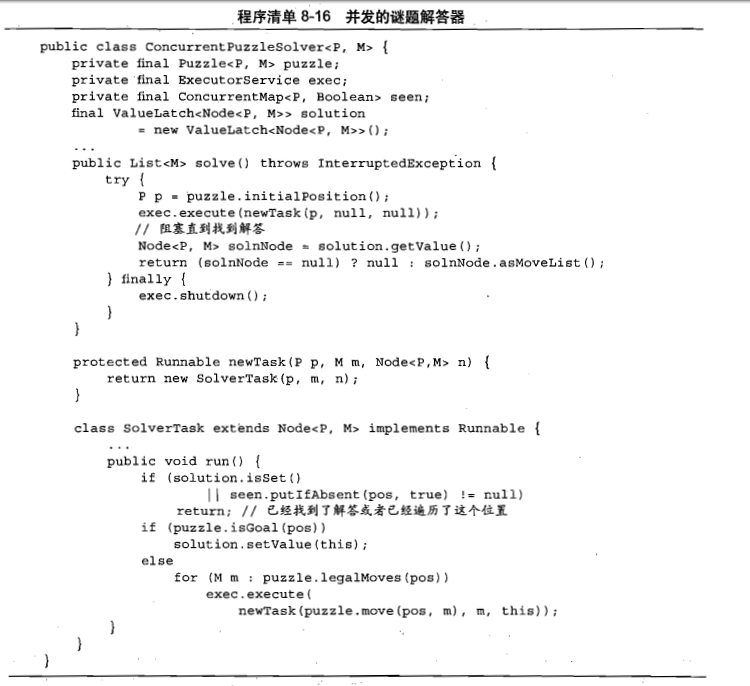 程序清单 8-16 并发的谜题解答器
public class ConcurrentPuzzleSolver<P, M> {
    private final Puzzle<P, M> puzzle;
    private final ExecutorService exec;
    private final ConcurrentMap<P, Boolean> seen;
    final ValueLatch<Node<P, M>> solution
            = new ValueLatch<Node<P, M>>();
    ...
    public List<M> solve() throws InterruptedException {
        try {
            P p = puzzle.initialPosition();
            exec.execute(newTask(p, null, null));
            // 阻塞直到找到解答
            Node<P, M> solnNode = solution.getValue();
            return (solnNode == null) ? null : solnNode.asMoveList();
        } finally {
            exec.shutdown();
        }
    }
    protected Runnable newTask(P p, M m, Node<P,M> n) {
        return new SolverTask(p, m, n);
    }
    class SolverTask extends Node<P, M> implements Runnable {
        ...
        public void run() {
            if (solution.isSet()
                    || seen.putIfAbsent(pos, true) != null)
                return; // 已经找到了解答或者已经遍历了这个位置
            if (puzzle.isGoal(pos))
                solution.setValue(this);
            else
                for (M m : puzzle.legalMoves(pos))
                    exec.execute(
                        newTask(puzzle.move(pos, m), m, this));
        }
    }
}